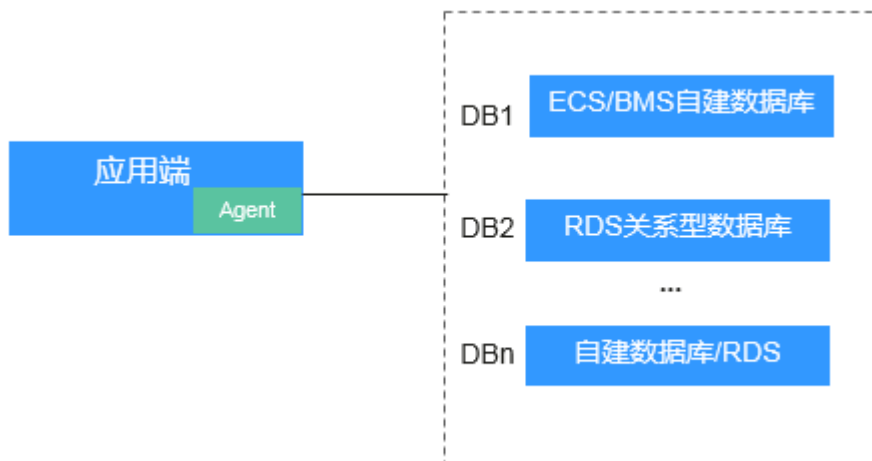 应用端
Agent
DB1 ECS/BMS自建数据库
DB2 RDS关系型数据库
...
DBn 自建数据库/RDS